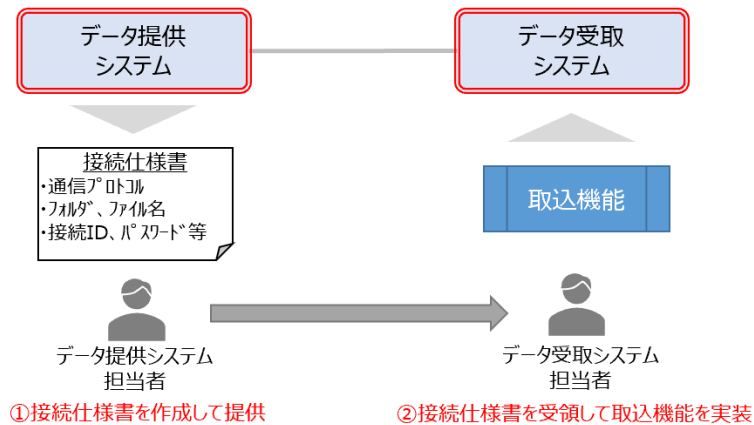 データ提供
システム
データ受取
システム
接続仕様書
・通信ﾌﾟﾛﾄｺﾙ
・ﾌｫﾙﾀﾞ、ﾌｧｲﾙ名
・接続ID、ﾊﾟｽﾜｰﾄﾞ等
取込機能
データ提供システム
担当者
データ受取システム
担当者
①接続仕様書を作成して提供
②接続仕様書を受領して取込機能を実装